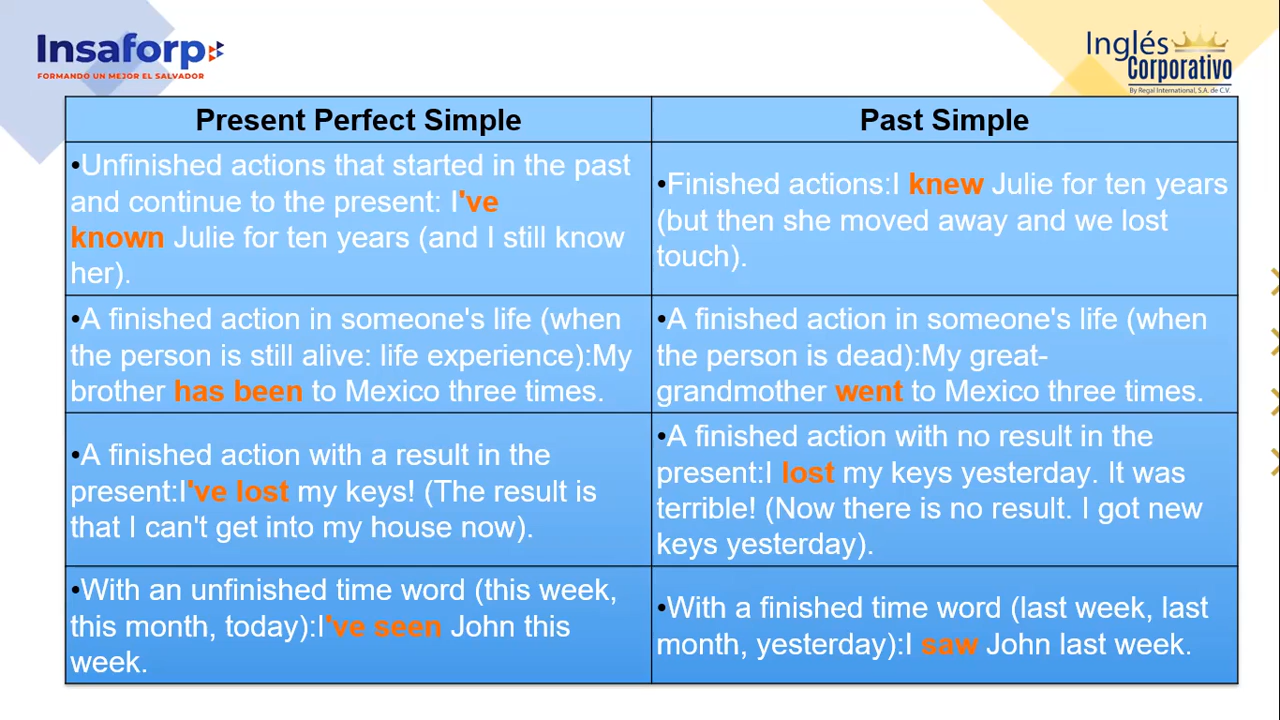 Insaforp
FORMANDO UN MEJOR EL SALVADOR
Inglés
Corporativo
By Regal International, S.A. de C.V.
Present Perfect Simple
Past Simple
•Unfinished actions that started in the past
and continue to the present: I've
known Julie for ten years (and I still know
her).
•Finished actions:I knew Julie for ten years
(but then she moved away and we lost
touch).
•A finished action in someone's life (when
the person is still alive: life experience):My
brother has been to Mexico three times.
•A finished action in someone's life (when
the person is dead):My great-
grandmother went to Mexico three times.
•A finished action with a result in the
present:I've lost my keys! (The result is
that I can't get into my house now).
•A finished action with no result in the
present:I lost my keys yesterday. It was
terrible! (Now there is no result. I got new
keys yesterday).
•With an unfinished time word (this week,
this month, today):I've seen John this
week.
•With a finished time word (last week, last
month, yesterday):I saw John last week.